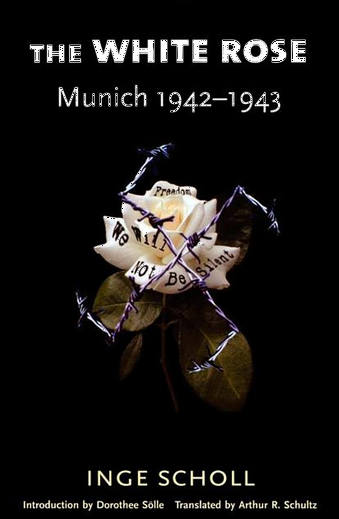 THE WHITE ROSE
Munich 1942–1943
Freedom
We Will
Not Be Silent
INGE SCHOLL
Introduction by Dorothee Sölle Translated by Arthur R. Schultz